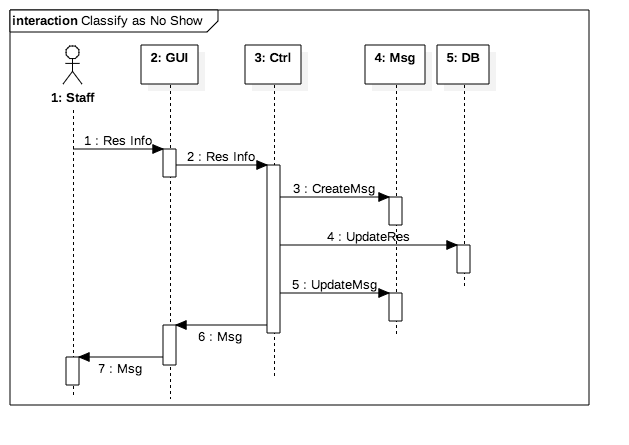 interaction Classify as No Show
2: GUI
3: Ctrl
4: Msg
5: DB
1: Staff
1 : Res Info
2 : Res Info
3 : CreateMsg
4 : UpdateRes
5 : UpdateMsg
6 : Msg
7 : Msg